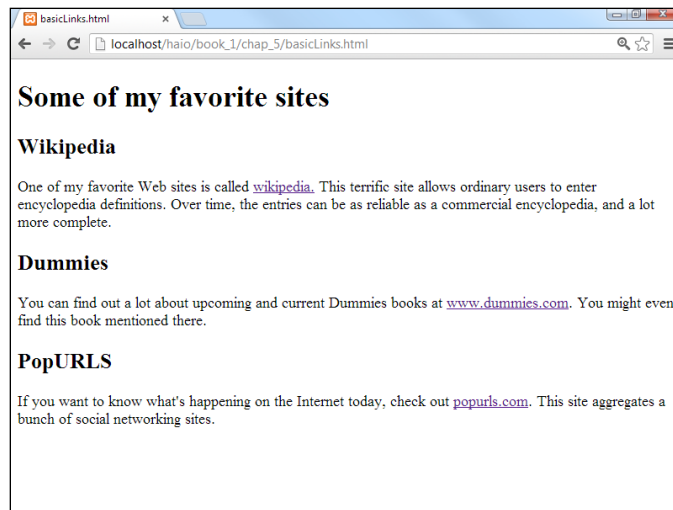 basicLinks.html
localhost/haio/book_1/chap_5/basicLinks.html
Some of my favorite sites
Wikipedia
One of my favorite Web sites is called wikipedia. This terrific site allows ordinary users to enter
encyclopedia definitions. Over time, the entries can be as reliable as a commercial encyclopedia, and a lot
more complete.
Dummies
You can find out a lot about upcoming and current Dummies books at www.dummies.com. You might even
find this book mentioned there.
PopURLS
If you want to know what's happening on the Internet today, check out popurls.com. This site aggregates a
bunch of social networking sites.